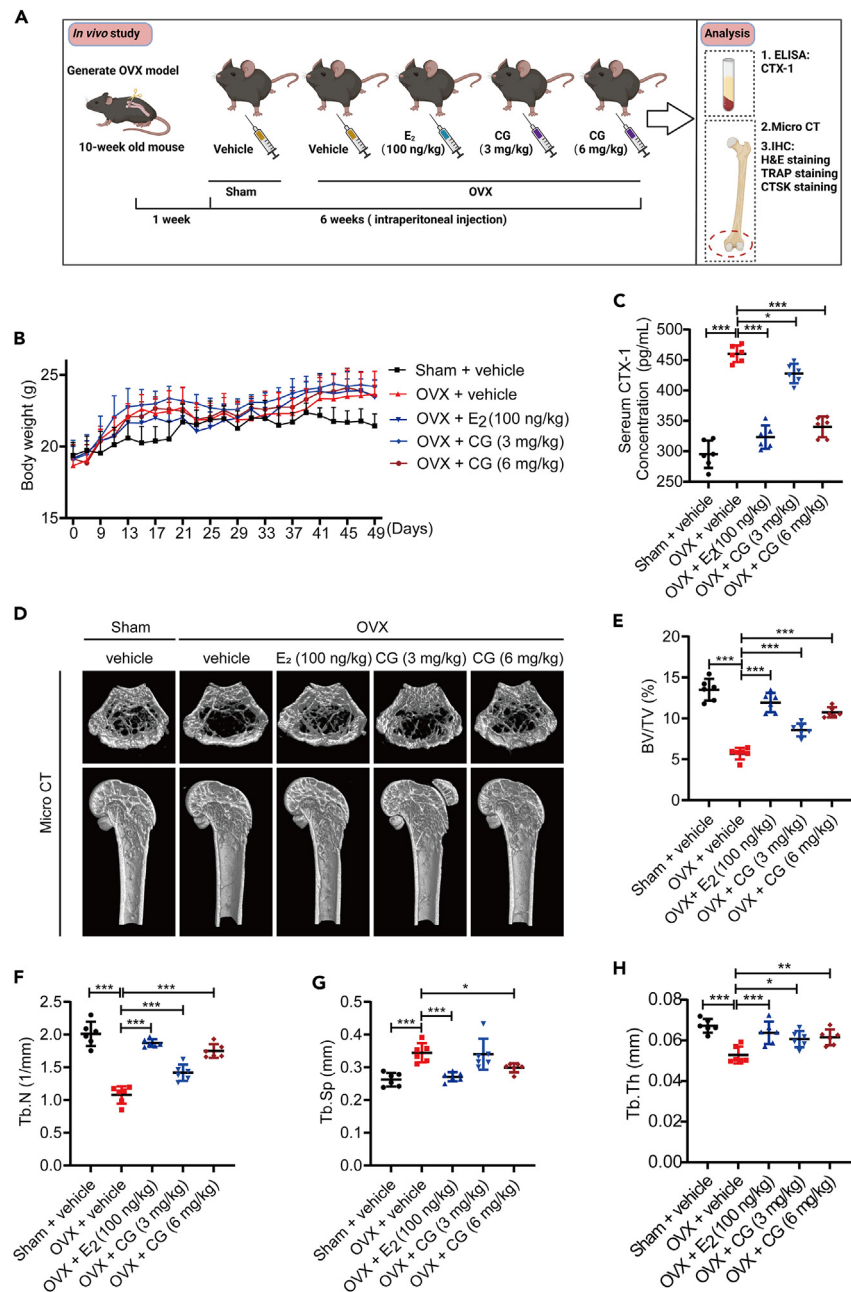 A
In vivo study
Generate OVX model
10-week old mouse
Vehicle
Vehicle
E₂
(100 ng/kg)
CG
(3 mg/kg)
CG
(6 mg/kg)
Sham
OVX
1 week
6 weeks ( intraperitoneal injection)
Analysis
1. ELISA:
CTX-1
2.Micro CT
3.IHC:
H&E staining
TRAP staining
CTSK staining
B
Body weight (g)
25
22
19
16
0 4 9 13 17 21 25 29 33 37 41 45 49 (Days)
Sham + vehicle
OVX + vehicle
OVX + E2 (100 ng/kg)
OVX + CG (3 mg/kg)
OVX + CG (6 mg/kg)
C
Sereum CTX-1
Concentration (pg/mL)
500
450
400
350
300
250
***
*
*** ***
Sham + vehicle
OVX + vehicle
OVX + E2 (100 ng/kg)
OVX + CG (3 mg/kg)
OVX + CG (6 mg/kg)
D
Sham OVX
vehicle vehicle E₂ (100 ng/kg) CG (3 mg/kg) CG (6 mg/kg)
Micro CT
E
BV/TV (%)
20
15
10
5
0
***
*** ***
***
Sham + vehicle
OVX + vehicle
OVX+ E2 (100 ng/kg)
OVX + CG (3 mg/kg)
OVX + CG (6 mg/kg)
F
Tb.N (1/mm)
2.5
2.0
1.5
1.0
0.5
0.0
*** ***
***
***
Sham + vehicle
OVX + vehicle
OVX + E2 (100 ng/kg)
OVX + CG (3 mg/kg)
OVX + CG (6 mg/kg)
G
Tb.Sp (mm)
0.5
0.4
0.3
0.2
0.1
0.0
*
*** ***
Sham + vehicle
OVX + vehicle
OVX + E2 (100 ng/kg)
OVX + CG (3 mg/kg)
OVX + CG (6 mg/kg)
H
Tb.Th (mm)
0.08
0.06
0.04
0.02
0.00
**
*
*** ***
Sham + vehicle
OVX + vehicle
OVX + E2 (100 ng/kg)
OVX + CG (3 mg/kg)
OVX + CG (6 mg/kg)